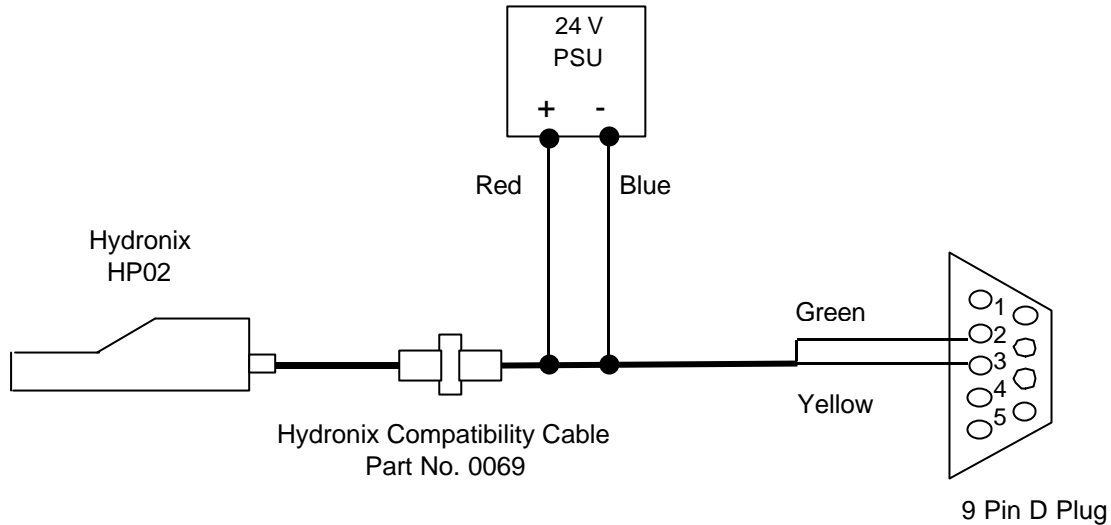 24 V
PSU
+ -
Red Blue
Hydronix
HP02
Green
Yellow
1
2
3
4
5
Hydronix Compatibility Cable
Part No. 0069
9 Pin D Plug